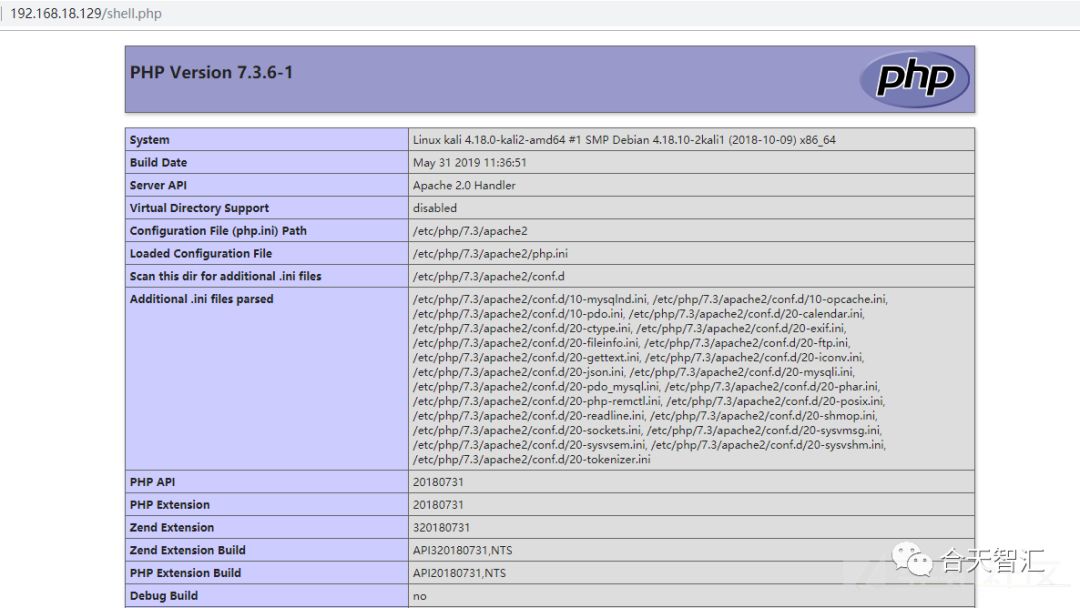 192.168.18.129/shell.php
PHP Version 7.3.6-1
php
System Linux kali 4.18.0-kali2-amd64 #1 SMP Debian 4.18.10-2kali1 (2018-10-09) x86_64
Build Date May 31 2019 11:36:51
Server API Apache 2.0 Handler
Virtual Directory Support disabled
Configuration File (php.ini) Path /etc/php/7.3/apache2
Loaded Configuration File /etc/php/7.3/apache2/php.ini
Scan this dir for additional .ini files /etc/php/7.3/apache2/conf.d
Additional .ini files parsed /etc/php/7.3/apache2/conf.d/10-mysqlnd.ini, /etc/php/7.3/apache2/conf.d/10-opcache.ini,
/etc/php/7.3/apache2/conf.d/10-pdo.ini, /etc/php/7.3/apache2/conf.d/20-calendar.ini,
/etc/php/7.3/apache2/conf.d/20-ctype.ini, /etc/php/7.3/apache2/conf.d/20-exif.ini,
/etc/php/7.3/apache2/conf.d/20-fileinfo.ini, /etc/php/7.3/apache2/conf.d/20-ftp.ini,
/etc/php/7.3/apache2/conf.d/20-gettext.ini, /etc/php/7.3/apache2/conf.d/20-iconv.ini,
/etc/php/7.3/apache2/conf.d/20-json.ini, /etc/php/7.3/apache2/conf.d/20-mysqli.ini,
/etc/php/7.3/apache2/conf.d/20-pdo_mysql.ini, /etc/php/7.3/apache2/conf.d/20-phar.ini,
/etc/php/7.3/apache2/conf.d/20-php-remctl.ini, /etc/php/7.3/apache2/conf.d/20-posix.ini,
/etc/php/7.3/apache2/conf.d/20-readline.ini, /etc/php/7.3/apache2/conf.d/20-shmop.ini,
/etc/php/7.3/apache2/conf.d/20-sockets.ini, /etc/php/7.3/apache2/conf.d/20-sysvmsg.ini,
/etc/php/7.3/apache2/conf.d/20-sysvsem.ini, /etc/php/7.3/apache2/conf.d/20-sysvshm.ini,
/etc/php/7.3/apache2/conf.d/20-tokenizer.ini
PHP API 20180731
PHP Extension 20180731
Zend Extension 320180731
Zend Extension Build API320180731,NTS
PHP Extension Build API20180731,NTS
Debug Build no
合天智汇